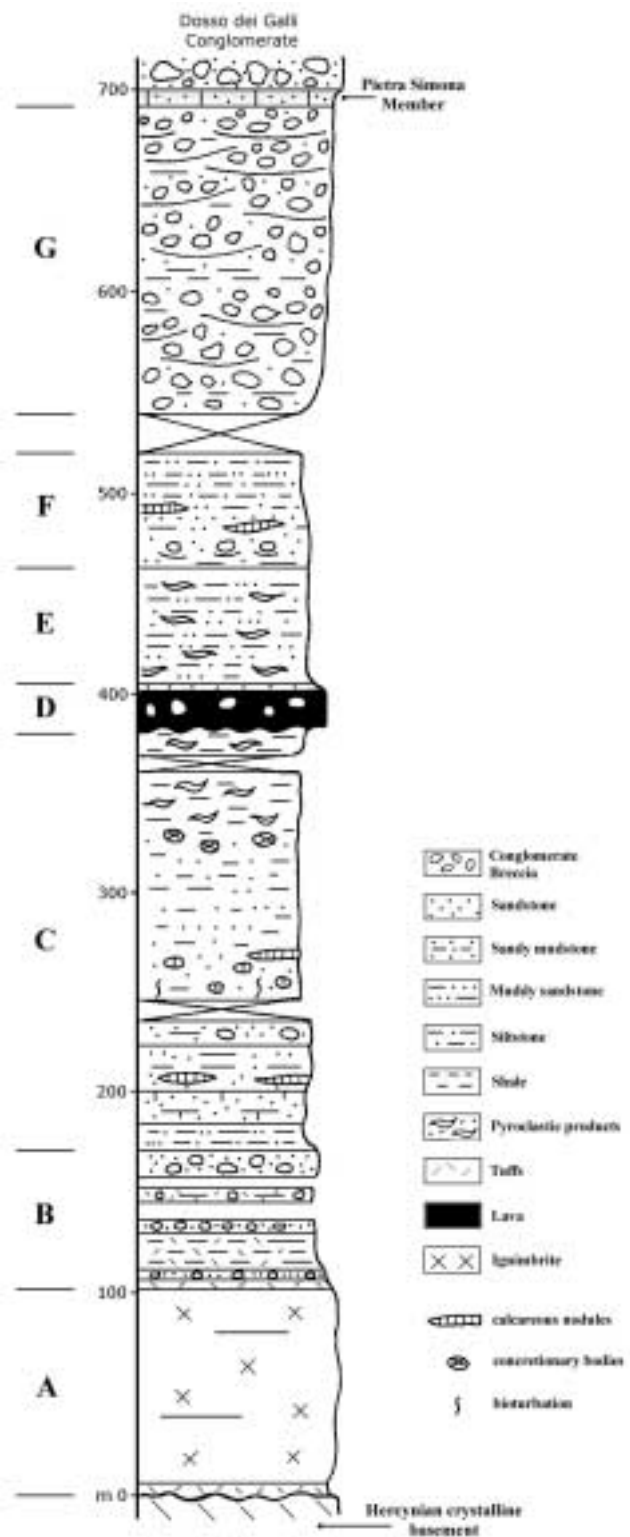 Dosso dei Galli
Conglomerate
700
Pietra Simona
Member
G
600
500
F
E
400
D
300
C
200
B
100
A
m 0
Conglomerate
Breccia
Sandstone
Sandy mudstone
Muddy sandstone
Siltstone
Shale
Pyroclastic products
Tuffs
Lava
Ignimbrite
calcareous nodules
concretionary bodies
bioturbation
Hercynian crystalline
basement